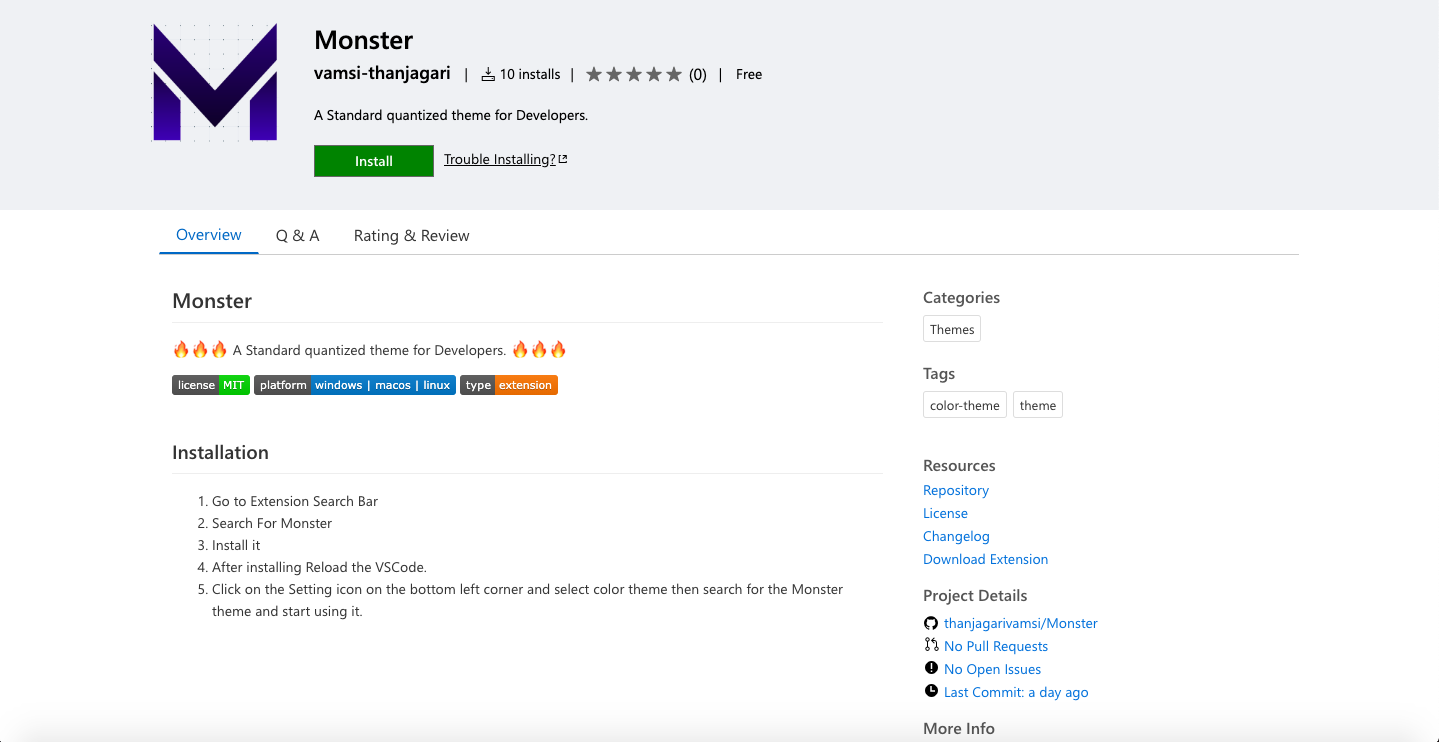 Monster
vamsi-thanjagari | 10 installs | (0) | Free
A Standard quantized theme for Developers.
Install Trouble Installing?
Overview Q & A Rating & Review
Monster
🔥🔥🔥 A Standard quantized theme for Developers. 🔥🔥🔥
license MIT platform windows | macos | linux type extension
Installation
1. Go to Extension Search Bar
2. Search For Monster
3. Install it
4. After installing Reload the VSCode.
5. Click on the Setting icon on the bottom left corner and select color theme then search for the Monster
theme and start using it.
Categories
Themes
Tags
color-theme theme
Resources
Repository
License
Changelog
Download Extension
Project Details
thanjagarivamsi/Monster
No Pull Requests
No Open Issues
Last Commit: a day ago
More Info